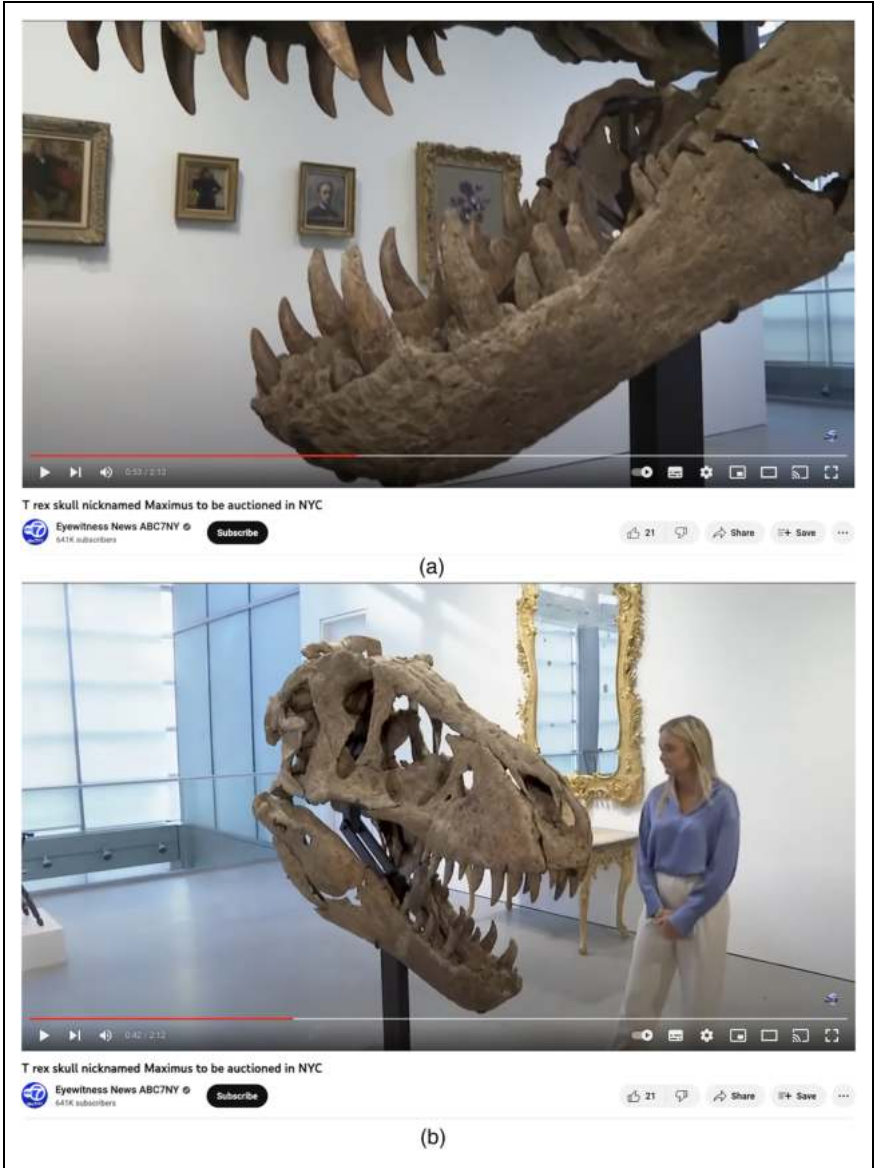 0:53 / 2:12
T rex skull nicknamed Maximus to be auctioned in NYC
7 Eyewitness News ABC7NY
641K subscribers
Subscribe
21
Share
Save
(a)
0:42 / 2:12
T rex skull nicknamed Maximus to be auctioned in NYC
7 Eyewitness News ABC7NY
641K subscribers
Subscribe
21
Share
Save
(b)